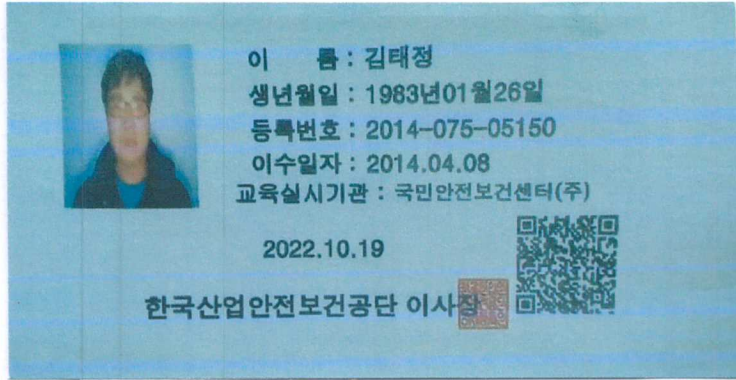 이 름 : 김태정
생년월일 : 1983년01월26일
등록번호 : 2014-075-05150
이수일자 : 2014.04.08
교육실시기관 : 국민안전보건센터(주)
2022.10.19
한국산업안전보건공단 이사장